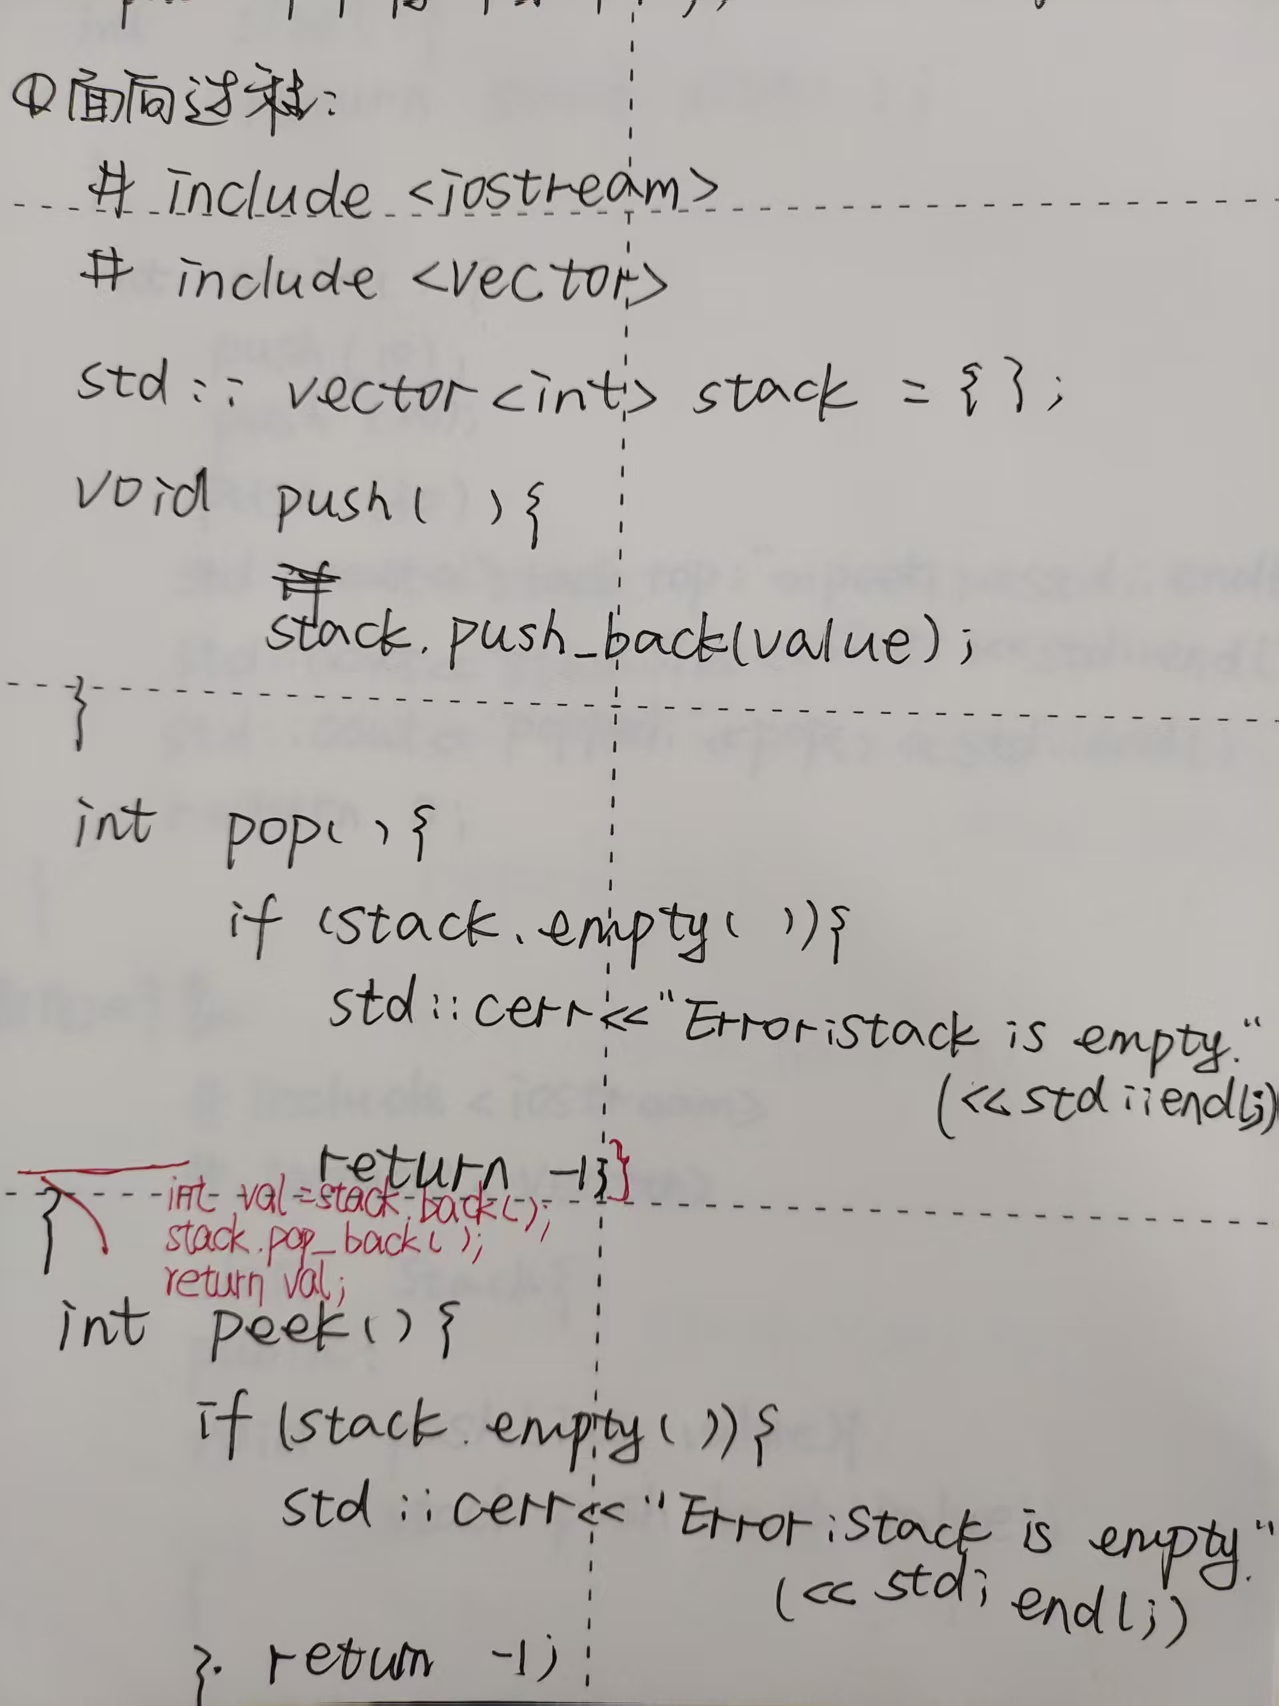 ①面向过程:
# include <iostream>
# include <vector>
std :: vector<int> stack = {};
void push( ){
stack.push_back(value);
}
int pop( ){
if (stack.empty( )){
std::cerr<<"Error:stack is empty."
(<<std::endl;)
return -1;}
int val=stack.back();
stack.pop_back( );
return val;
}
int peek( ){
if (stack.empty( )){
std::cerr<<"Error:Stack is empty."
(<< std: endl;)
}. return -1;